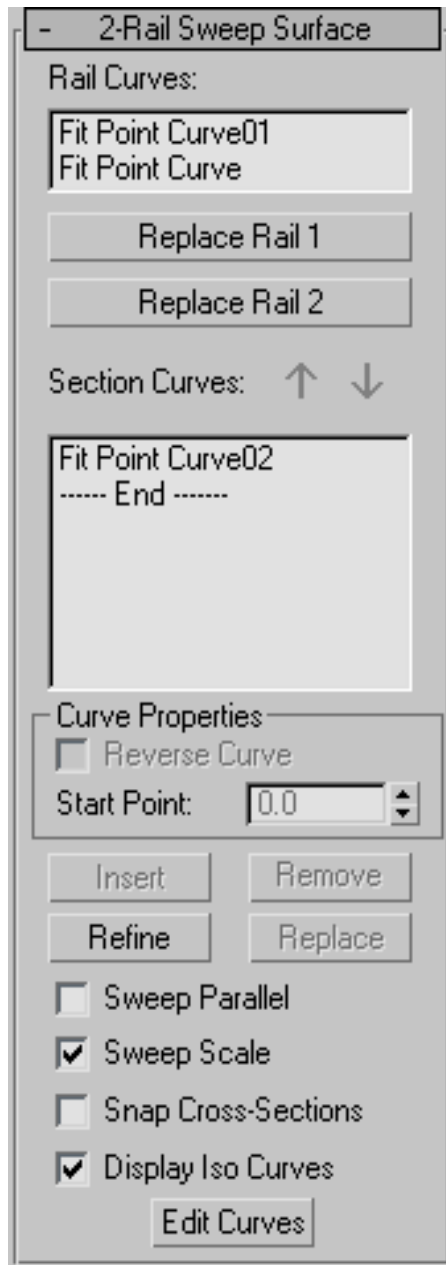 - 2-Rail Sweep Surface
Rail Curves:
Fit Point Curve01
Fit Point Curve
Replace Rail 1
Replace Rail 2
Section Curves: ↑ ↓
Fit Point Curve02
------ End -------
Curve Properties
Reverse Curve
Start Point: 0.0
Insert Remove
Refine Replace
Sweep Parallel
Sweep Scale
Snap Cross-Sections
Display Iso Curves
Edit Curves